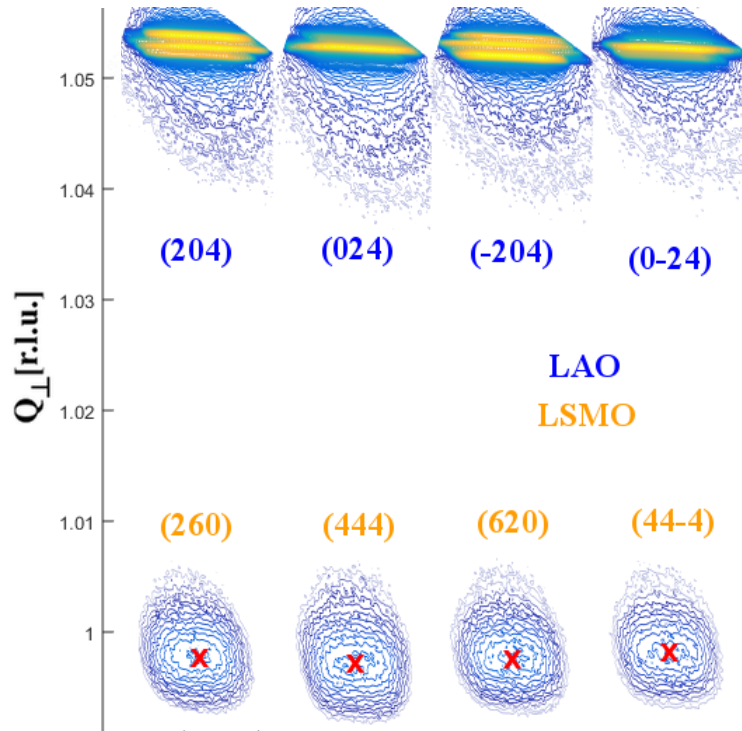 1.05
1.04
(204) (024) (-204) (0-24)
1.03
Q⊥[r.l.u.]
LAO
1.02
LSMO
1.01
(260) (444) (620) (44-4)
1
X X X X